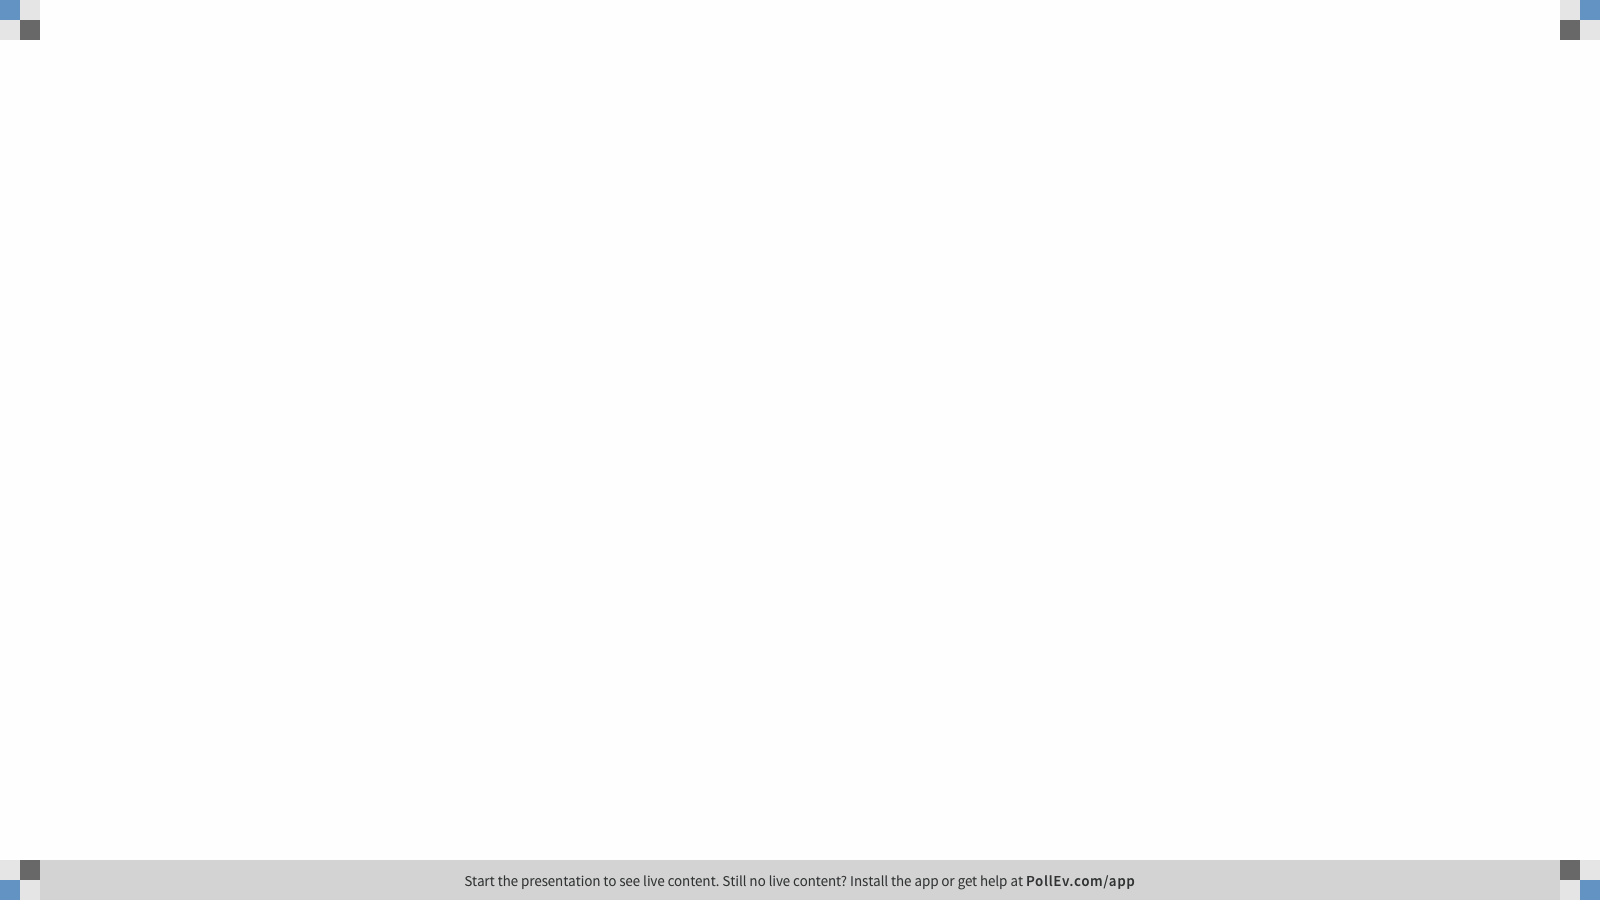 Start the presentation to see live content. Still no live content? Install the app or get help at PollEv.com/app